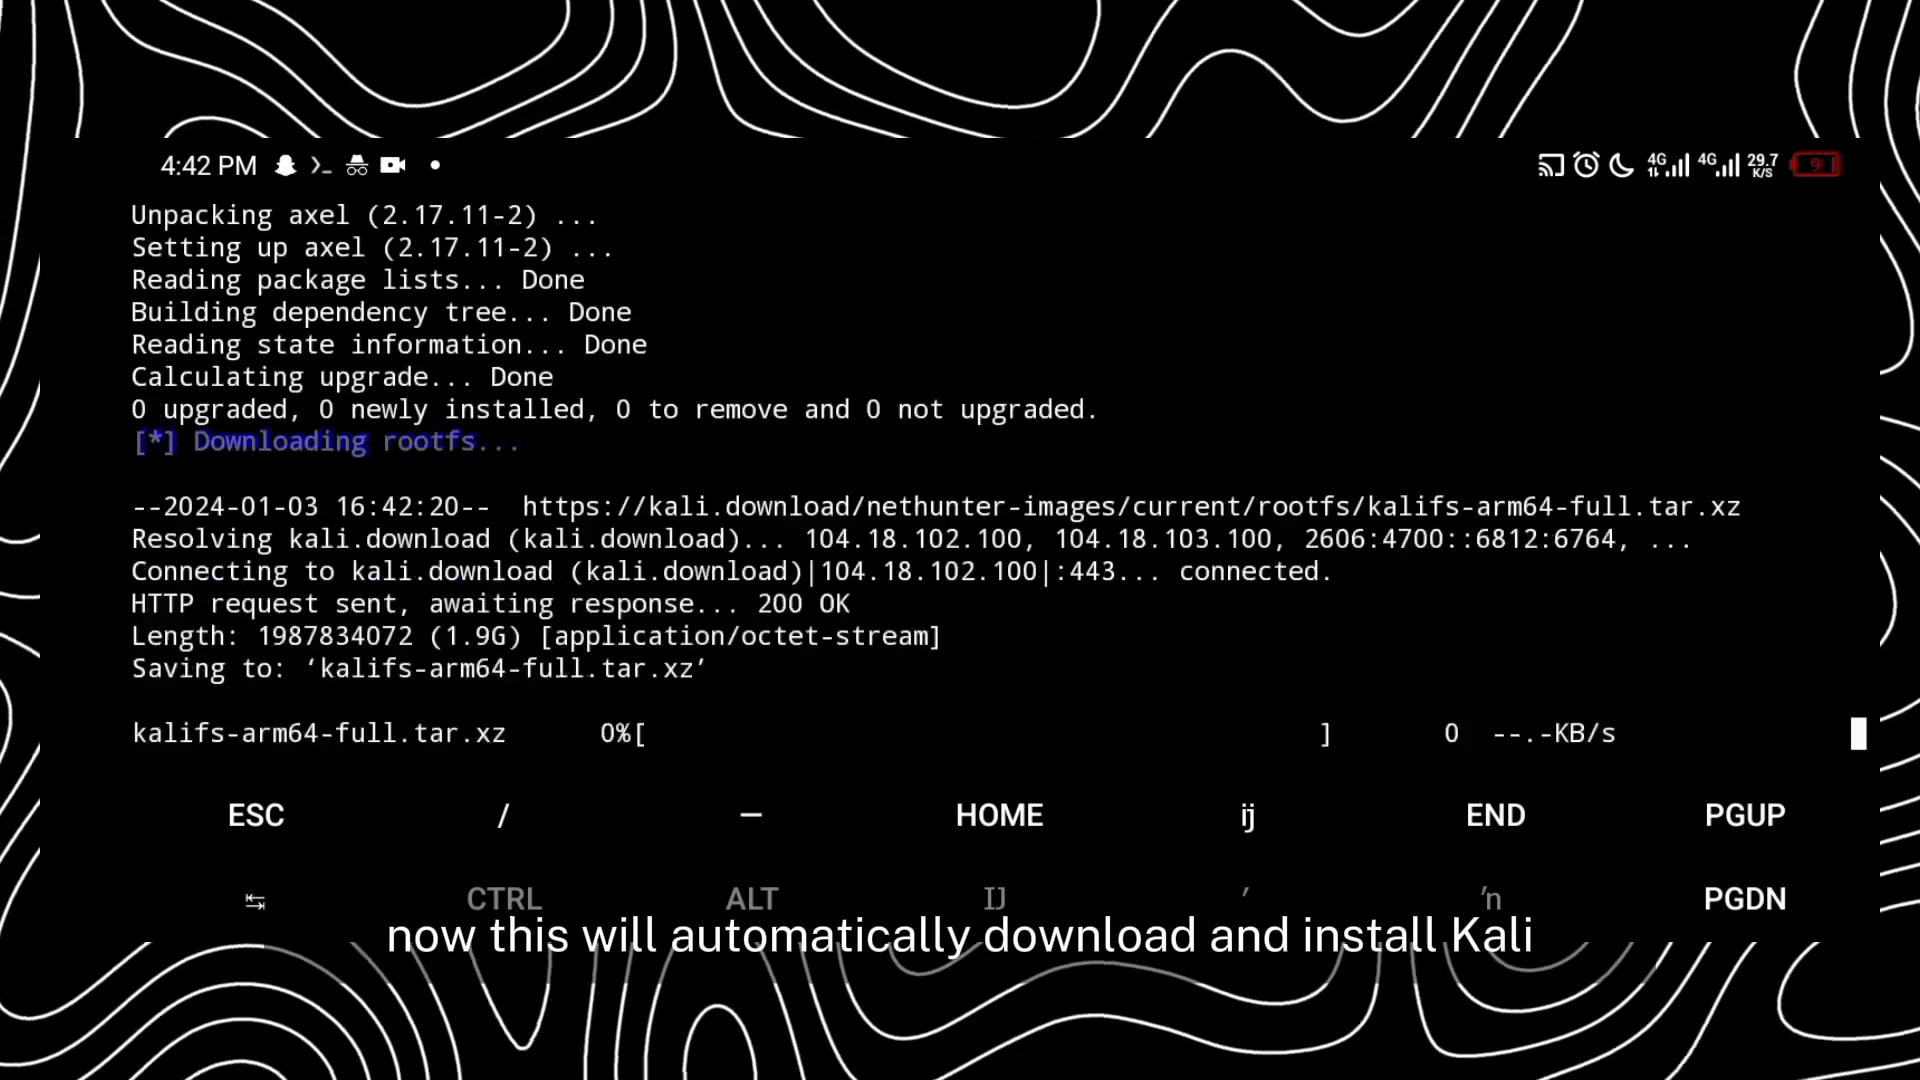 4:42 PM
4G 4G 29.7 K/S 9
Unpacking axel (2.17.11-2) ...
Setting up axel (2.17.11-2) ...
Reading package lists... Done
Building dependency tree... Done
Reading state information... Done
Calculating upgrade... Done
0 upgraded, 0 newly installed, 0 to remove and 0 not upgraded.
[*] Downloading rootfs...
--2024-01-03 16:42:20--  https://kali.download/nethunter-images/current/rootfs/kalifs-arm64-full.tar.xz
Resolving kali.download (kali.download)... 104.18.102.100, 104.18.103.100, 2606:4700::6812:6764, ...
Connecting to kali.download (kali.download)|104.18.102.100|:443... connected.
HTTP request sent, awaiting response... 200 OK
Length: 1987834072 (1.9G) [application/octet-stream]
Saving to: ‘kalifs-arm64-full.tar.xz’
kalifs-arm64-full.tar.xz      0%[                                           ]       0  --.-KB/s
ESC / — HOME ĳ END PGUP
↹ CTRL ALT Ĳ ′ ŉ PGDN
now this will automatically download and install Kali